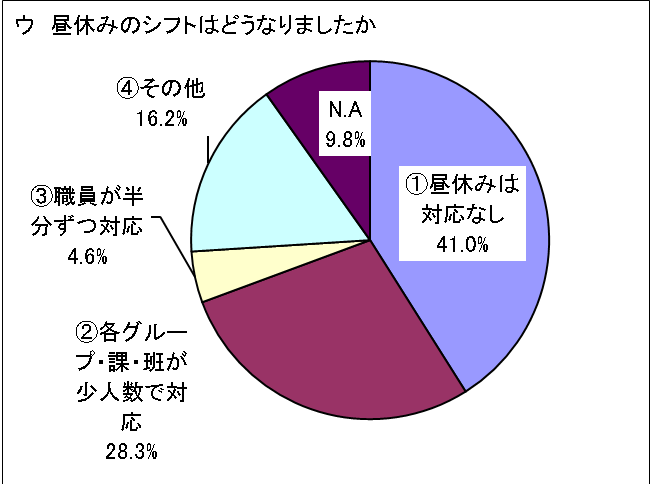 ウ 昼休みのシフトはどうなりましたか
④その他
16.2%
N.A
9.8%
①昼休みは
対応なし
41.0%
③職員が半
分ずつ対応
4.6%
②各グルー
プ・課・班が
少人数で対
応
28.3%